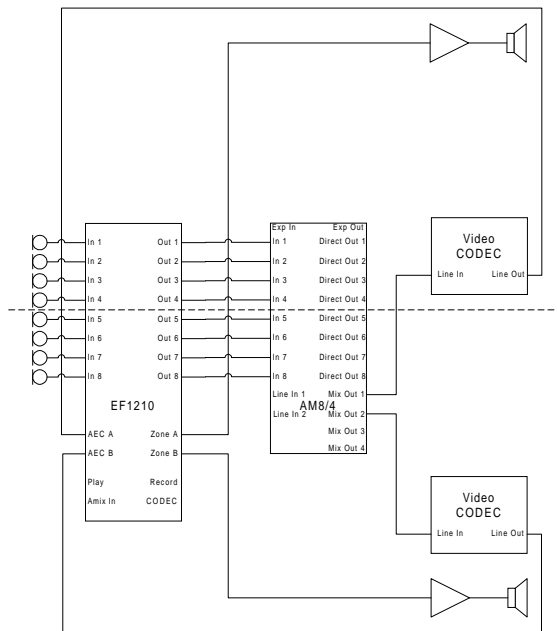 Exp In Exp Out
In 1 Out 1 In 1 Direct Out 1
In 2 Out 2 In 2 Direct Out 2
In 3 Out 3 In 3 Direct Out 3
In 4 Out 4 In 4 Direct Out 4
In 5 Out 5 In 5 Direct Out 5
In 6 Out 6 In 6 Direct Out 6
In 7 Out 7 In 7 Direct Out 7
In 8 Out 8 In 8 Direct Out 8
Video
CODEC
Line In Line Out
EF1210
Line In 1 Mix Out 1
AM8/4
Line In 2 Mix Out 2
Mix Out 3
Mix Out 4
AEC A Zone A
AEC B Zone B
Play Record
Amix In CODEC
Video
CODEC
Line In Line Out